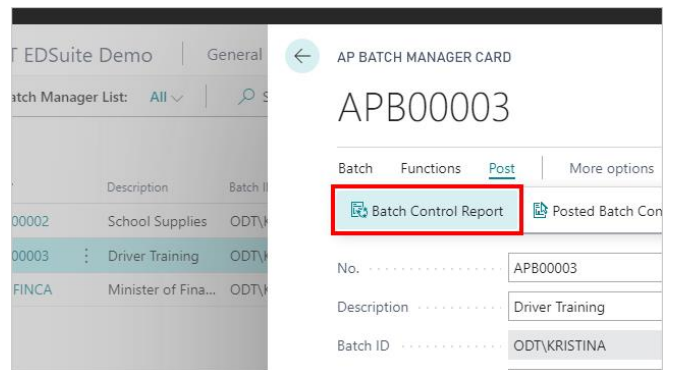 EDSuite Demo General
Manager List: All
Description Batch
00002 School Supplies ODT\
00003 Driver Training ODT\
FINCA Minister of Fina... ODT\
AP BATCH MANAGER CARD
APB00003
Batch Functions Post More options
Batch Control Report Posted Batch Con
No. APB00003
Description Driver Training
Batch ID ODT\KRISTINA